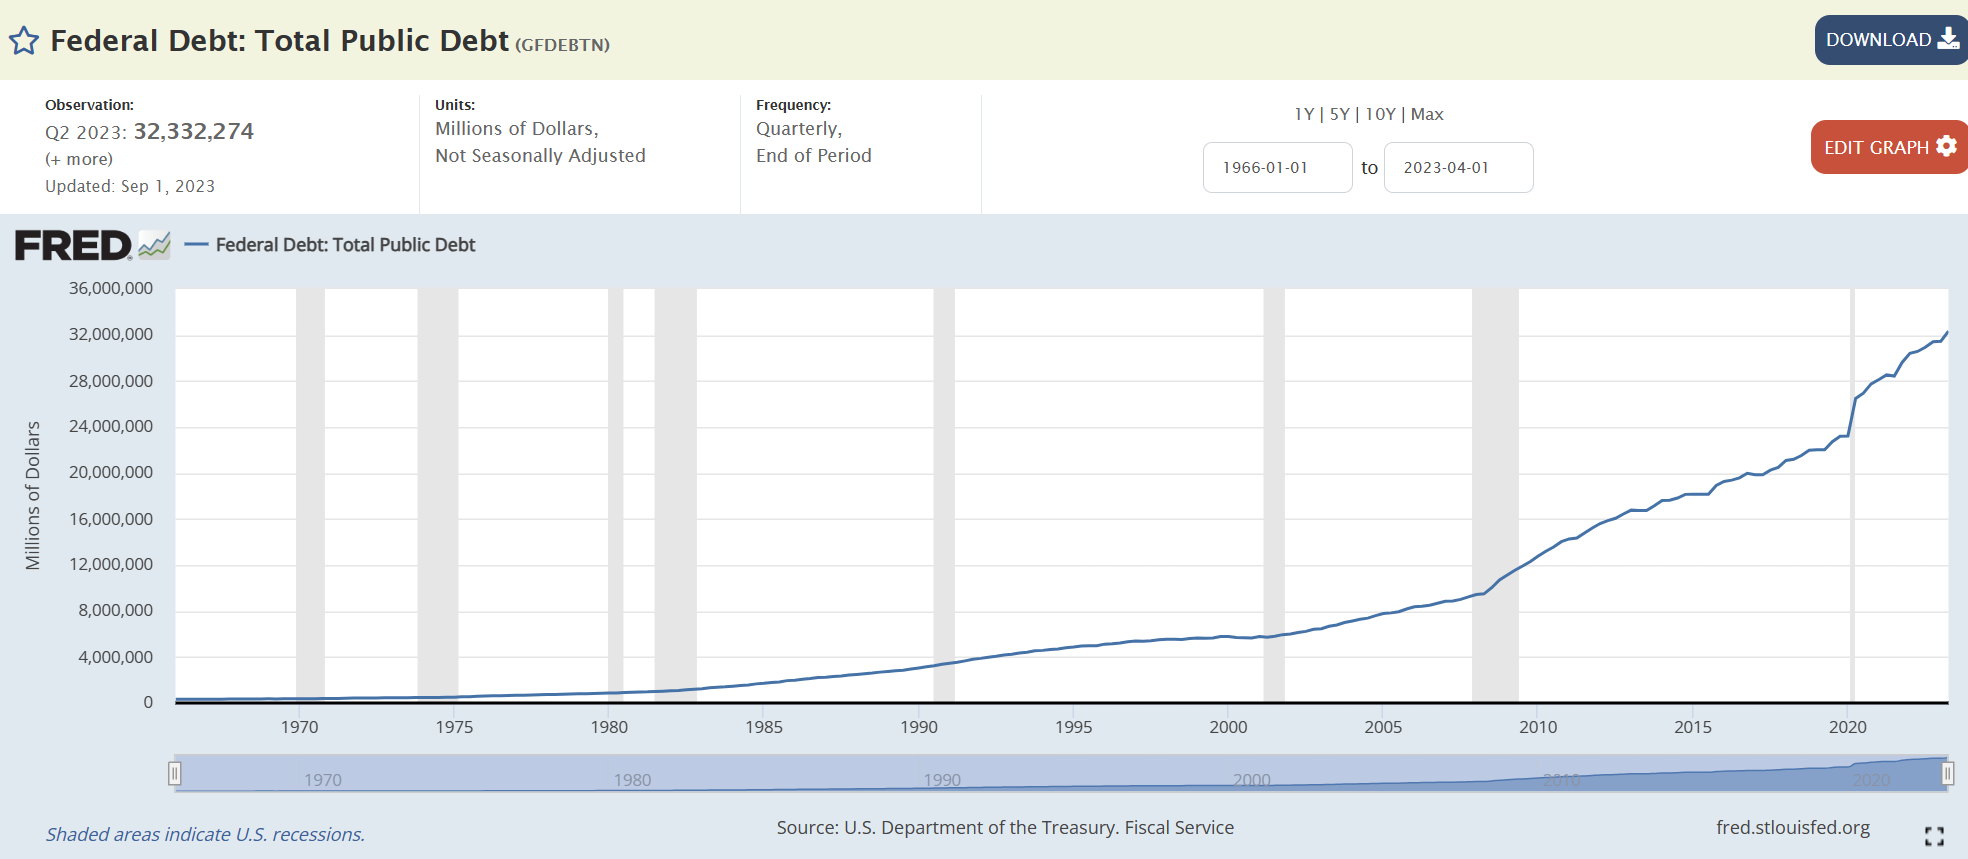 Federal Debt: Total Public Debt (GFDEBTN)
DOWNLOAD
Observation:
Q2 2023: 32,332,274
(+ more)
Updated: Sep 1, 2023
Units:
Millions of Dollars,
Not Seasonally Adjusted
Frequency:
Quarterly,
End of Period
1Y | 5Y | 10Y | Max
1966-01-01 to 2023-04-01
EDIT GRAPH
FRED® Federal Debt: Total Public Debt
Millions of Dollars
36,000,000
32,000,000
28,000,000
24,000,000
20,000,000
16,000,000
12,000,000
8,000,000
4,000,000
0
1970 1975 1980 1985 1990 1995 2000 2005 2010 2015 2020
1970 1980 1990 2000 2010 2020
Shaded areas indicate U.S. recessions.
Source: U.S. Department of the Treasury. Fiscal Service
fred.stlouisfed.org